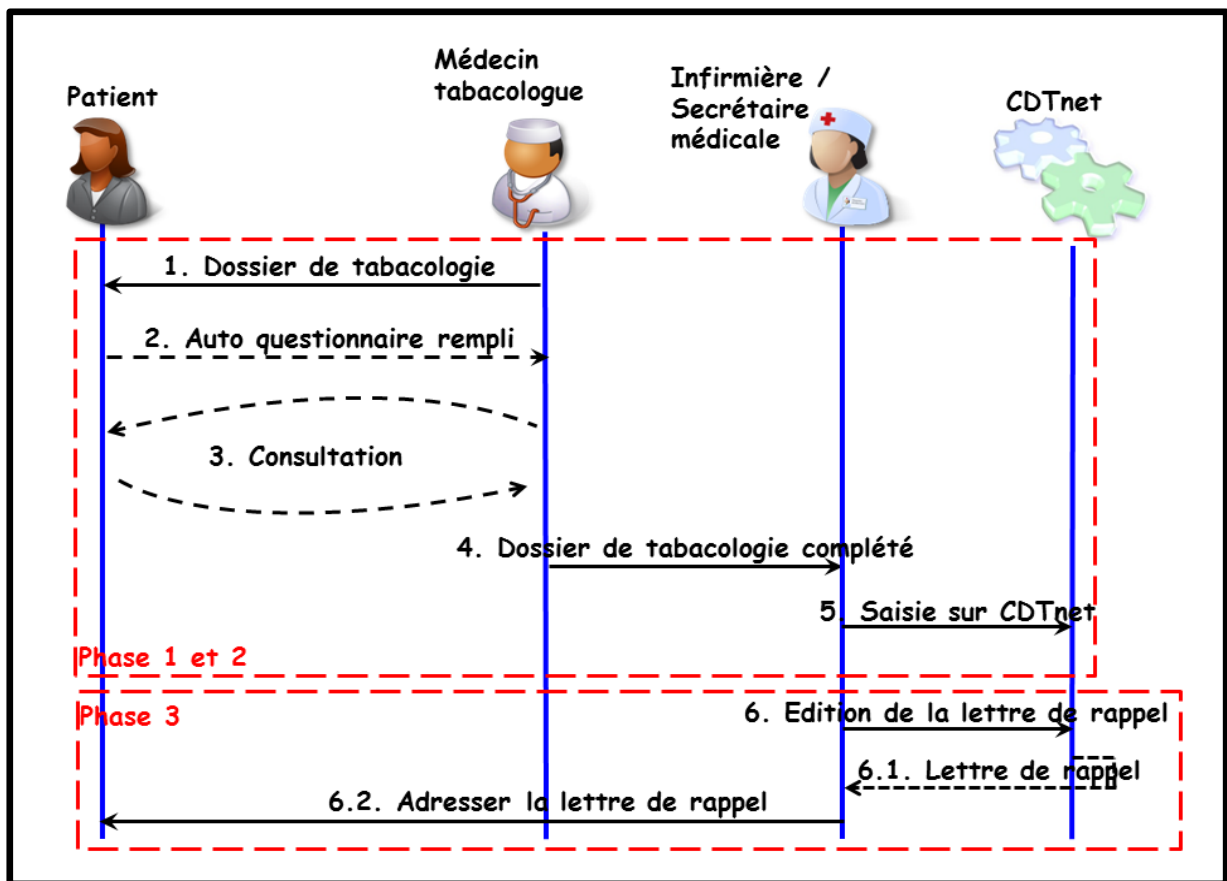 Patient
Médecin
tabacologue
Infirmière /
Secrétaire
médicale
CDTnet
1. Dossier de tabacologie
2. Auto questionnaire rempli
3. Consultation
4. Dossier de tabacologie complété
5. Saisie sur CDTnet
Phase 1 et 2
Phase 3
6. Edition de la lettre de rappel
6.1. Lettre de rappel
6.2. Adresser la lettre de rappel